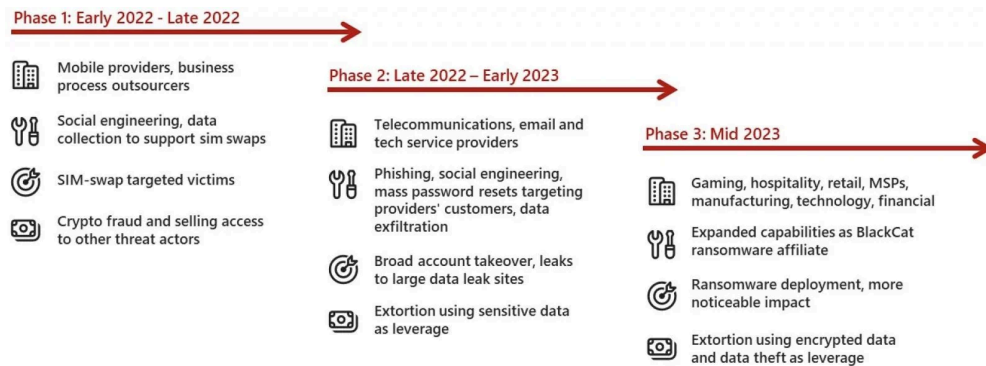 Phase 1: Early 2022 - Late 2022
Mobile providers, business
process outsourcers
Social engineering, data
collection to support sim swaps
SIM-swap targeted victims
Crypto fraud and selling access
to other threat actors
Phase 2: Late 2022 – Early 2023
Telecommunications, email and
tech service providers
Phishing, social engineering,
mass password resets targeting
providers' customers, data
exfiltration
Broad account takeover, leaks
to large data leak sites
Extortion using sensitive data
as leverage
Phase 3: Mid 2023
Gaming, hospitality, retail, MSPs,
manufacturing, technology, financial
Expanded capabilities as BlackCat
ransomware affiliate
Ransomware deployment, more
noticeable impact
Extortion using encrypted data
and data theft as leverage